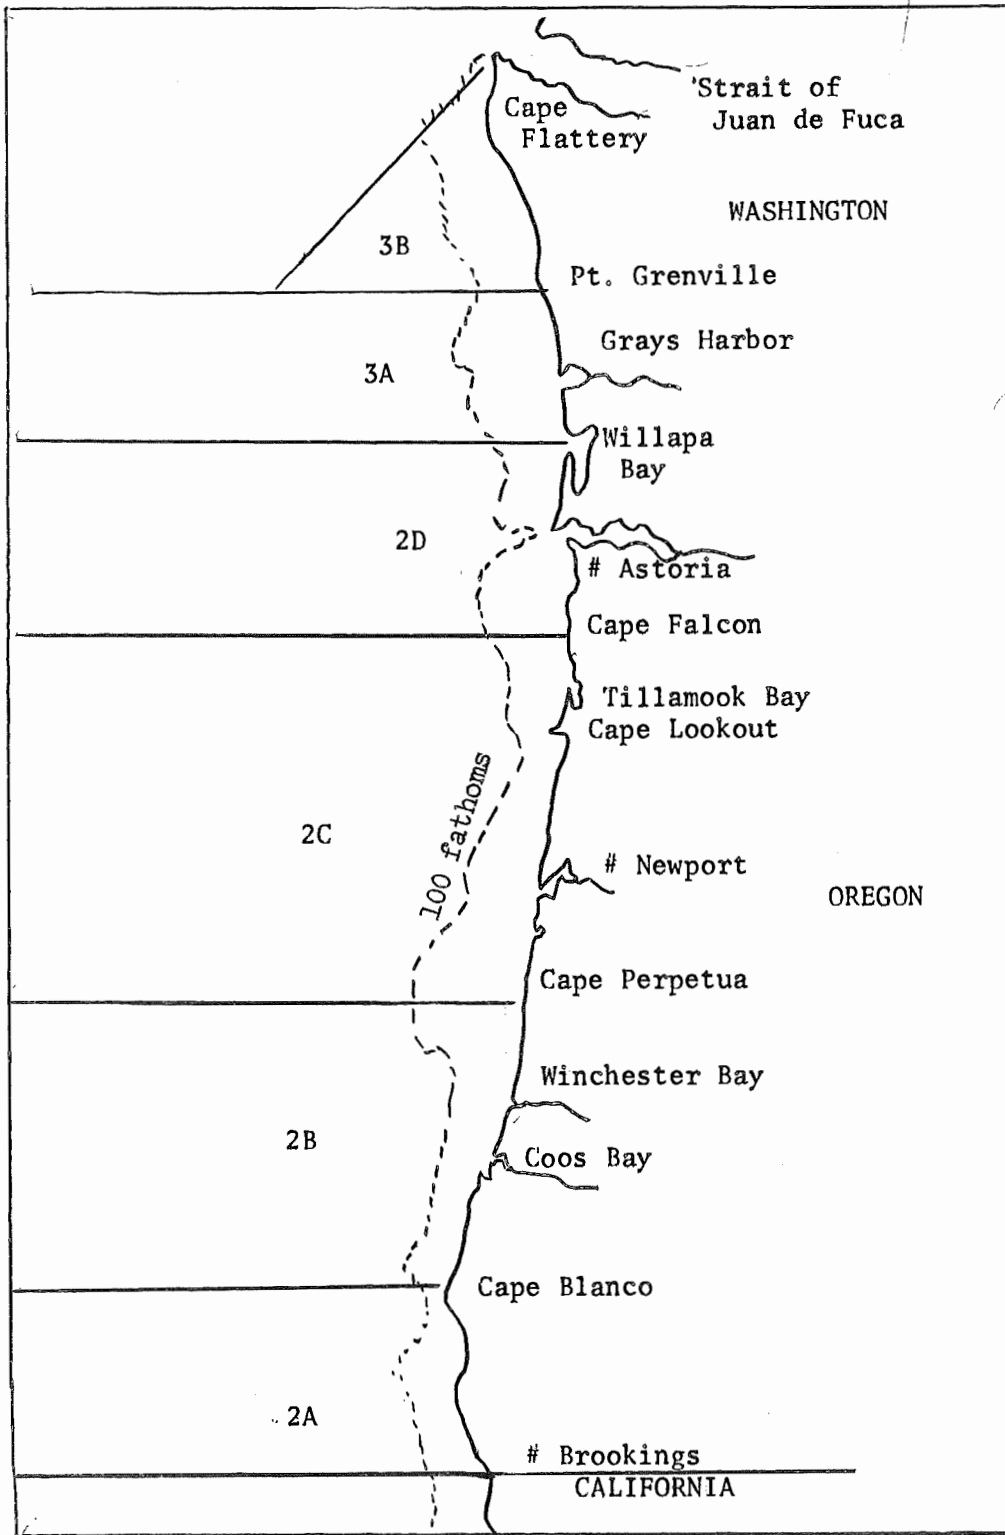 Strait of
Juan de Fuca
Cape
Flattery
WASHINGTON
3B
Pt. Grenville
Grays Harbor
3A
Willapa
Bay
2D
# Astoria
Cape Falcon
Tillamook Bay
Cape Lookout
100 fathoms
2C
# Newport
OREGON
Cape Perpetua
Winchester Bay
2B
Coos Bay
Cape Blanco
2A
# Brookings
CALIFORNIA